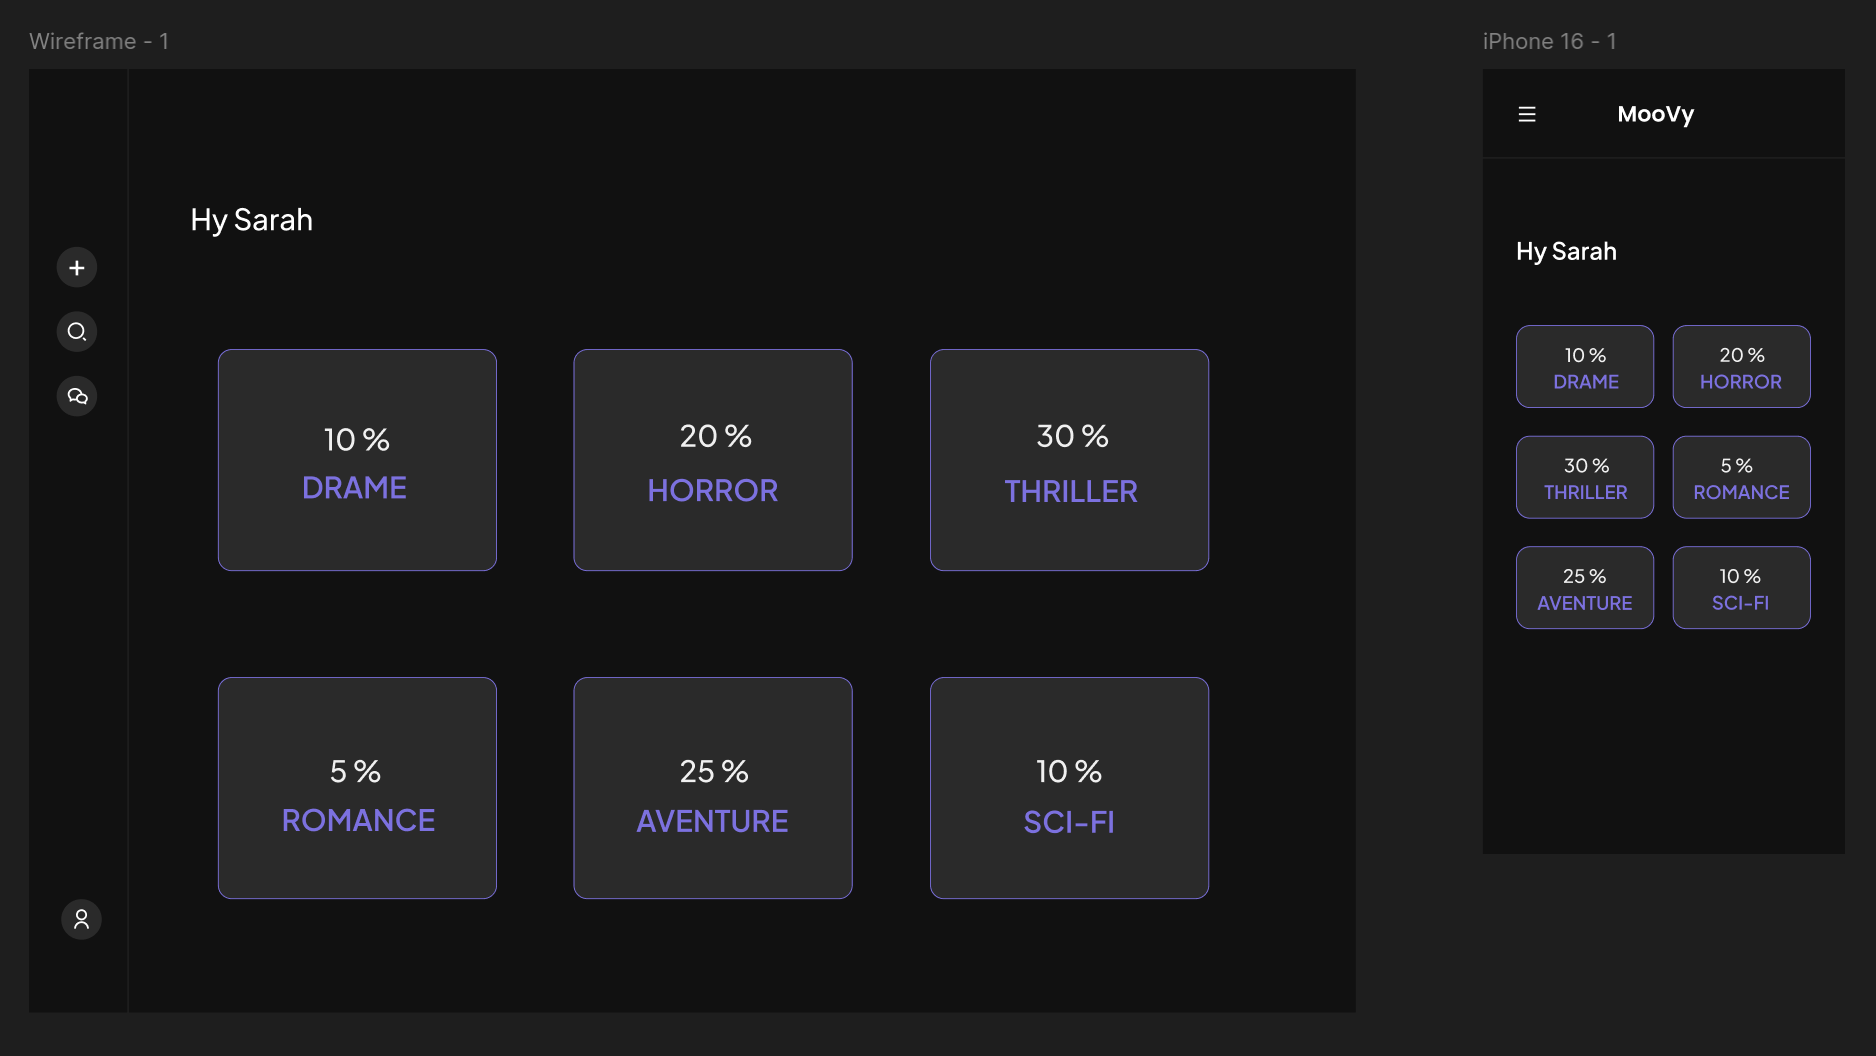 Wireframe - 1
Hy Sarah
10 %
DRAME
20 %
HORROR
30 %
THRILLER
5 %
ROMANCE
25 %
AVENTURE
10 %
SCI-FI
iPhone 16 - 1
MooVy
Hy Sarah
10 %
DRAME
20 %
HORROR
30 %
THRILLER
5 %
ROMANCE
25 %
AVENTURE
10 %
SCI-FI